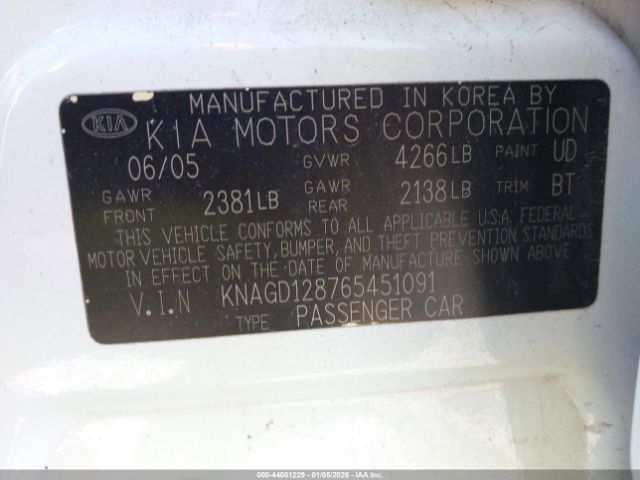 MANUFACTURED IN KOREA BY
KIA KIA MOTORS CORPORATION
06/05 GVWR 4266LB PAINT UD
GAWR FRONT 2381LB GAWR REAR 2138LB TRIM BT
THIS VEHICLE CONFORMS TO ALL APPLICABLE U.S.A. FEDERAL
MOTOR VEHICLE SAFETY, BUMPER, AND THEFT PREVENTION STANDARDS
IN EFFECT ON THE DATE OF MANUFACTURE SHOWN ABOVE
V.I.N KNAGD128765451091
TYPE PASSENGER CAR
000-44051229 - 01/05/2026 - ©IAA, Inc.